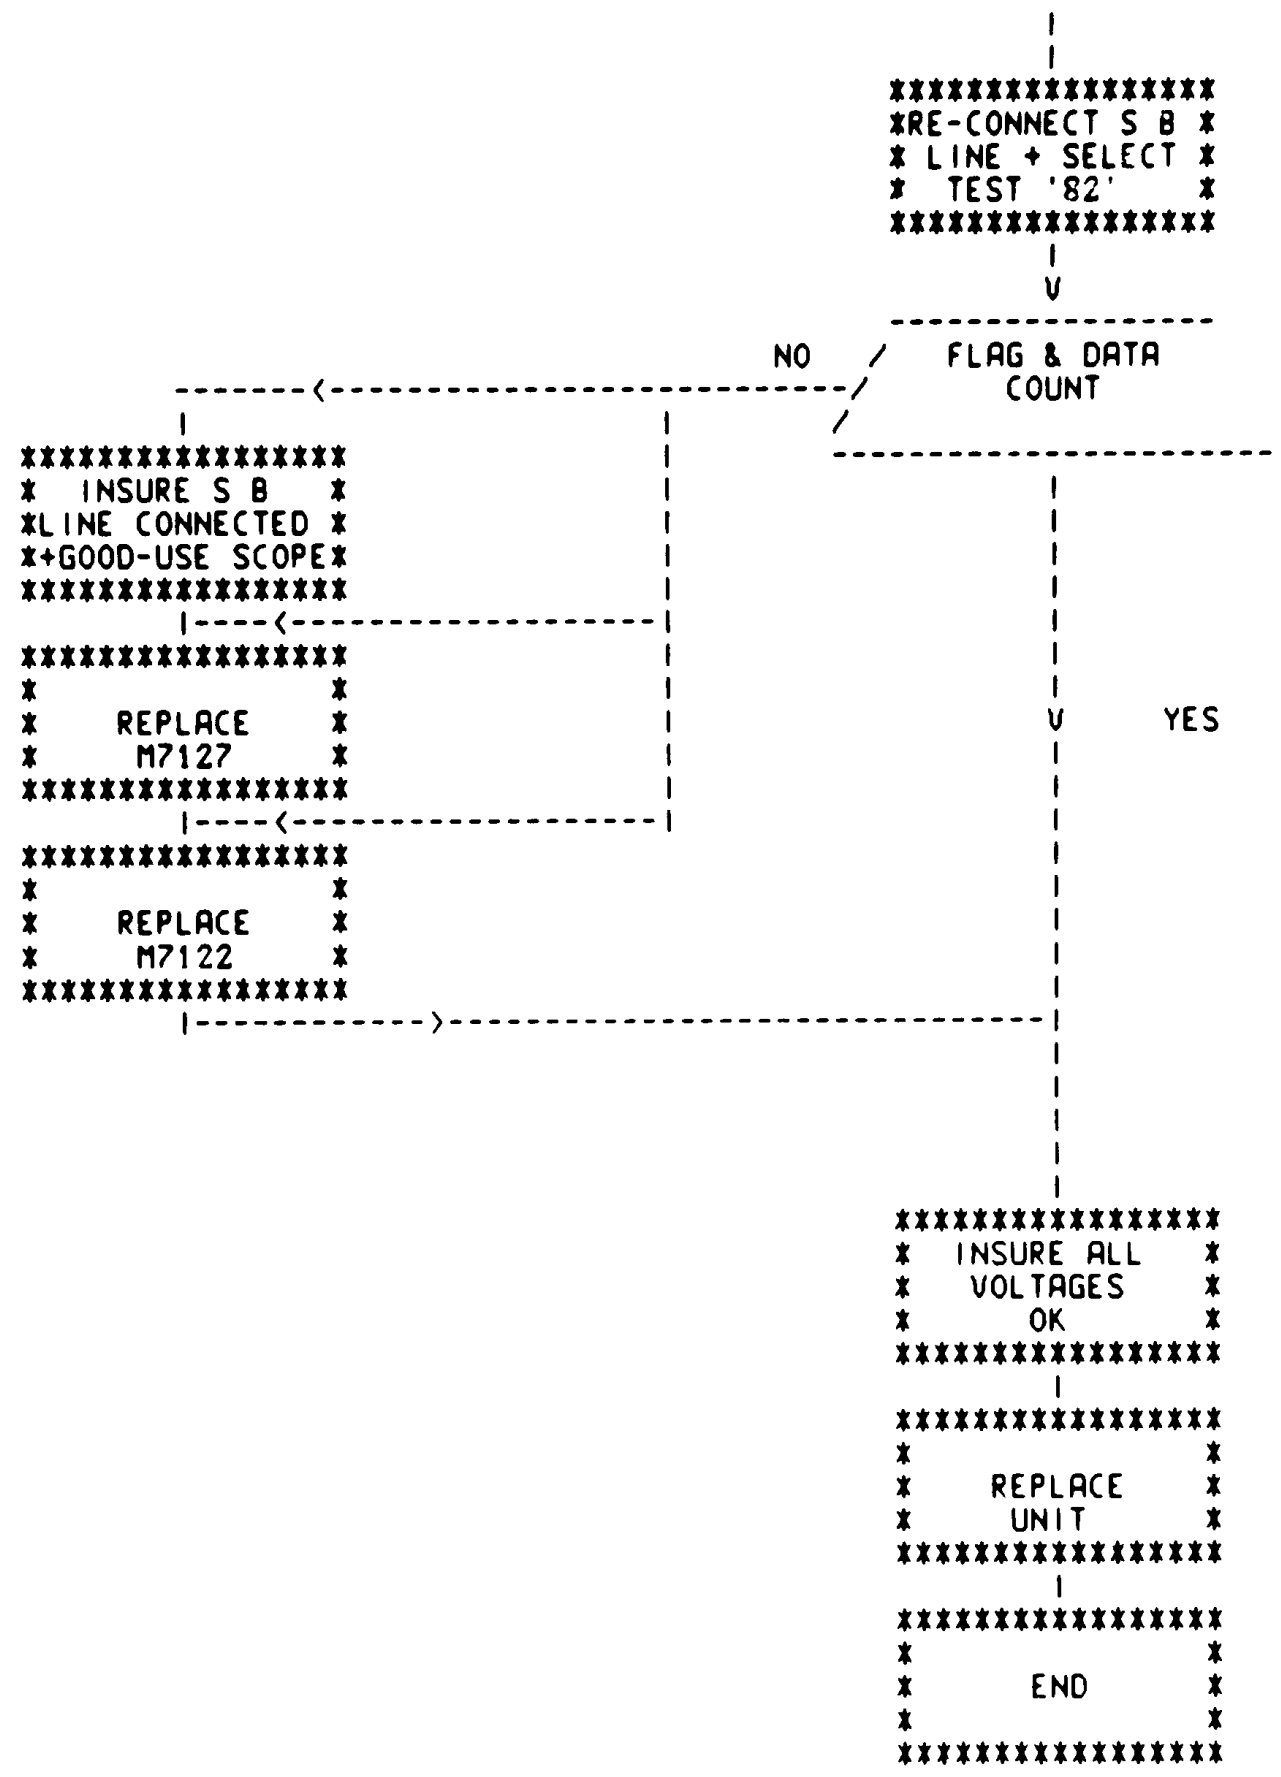 *****************
*RE-CONNECT S B *
* LINE + SELECT *
* TEST '82' *
*****************
NO / FLAG & DATA
COUNT
*****************
* INSURE S B *
*LINE CONNECTED *
*+GOOD-USE SCOPE*
*****************
*****************
* *
* REPLACE *
* M7127 *
*****************
YES
*****************
* *
* REPLACE *
* M7122 *
*****************
*****************
* INSURE ALL *
* VOLTAGES *
* OK *
*****************
*****************
* *
* REPLACE *
* UNIT *
*****************
*****************
* *
* END *
* *
*****************